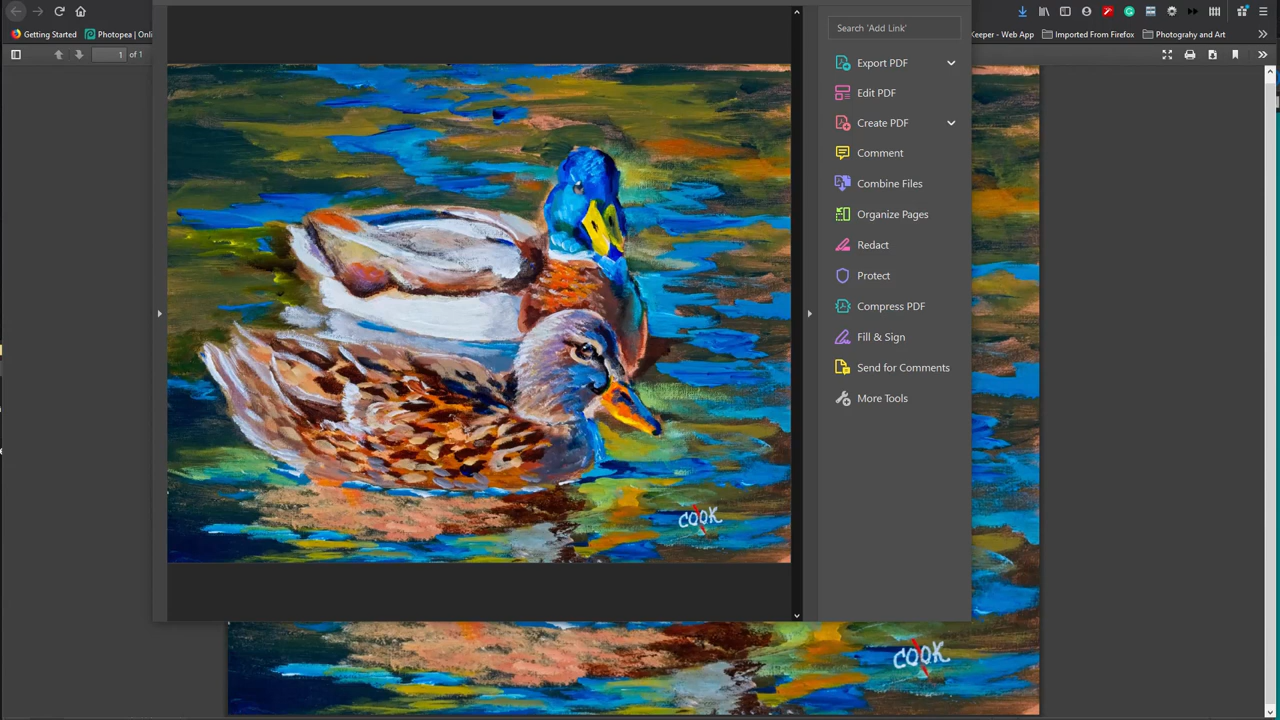 Getting Started
Photopea | Onli
Keeper - Web App
Imported From Firefox
Photograhy and Art
1
of 1
Search 'Add Link'
Export PDF
Edit PDF
Create PDF
Comment
Combine Files
Organize Pages
Redact
Protect
Compress PDF
Fill & Sign
Send for Comments
More Tools
COOK
COOK